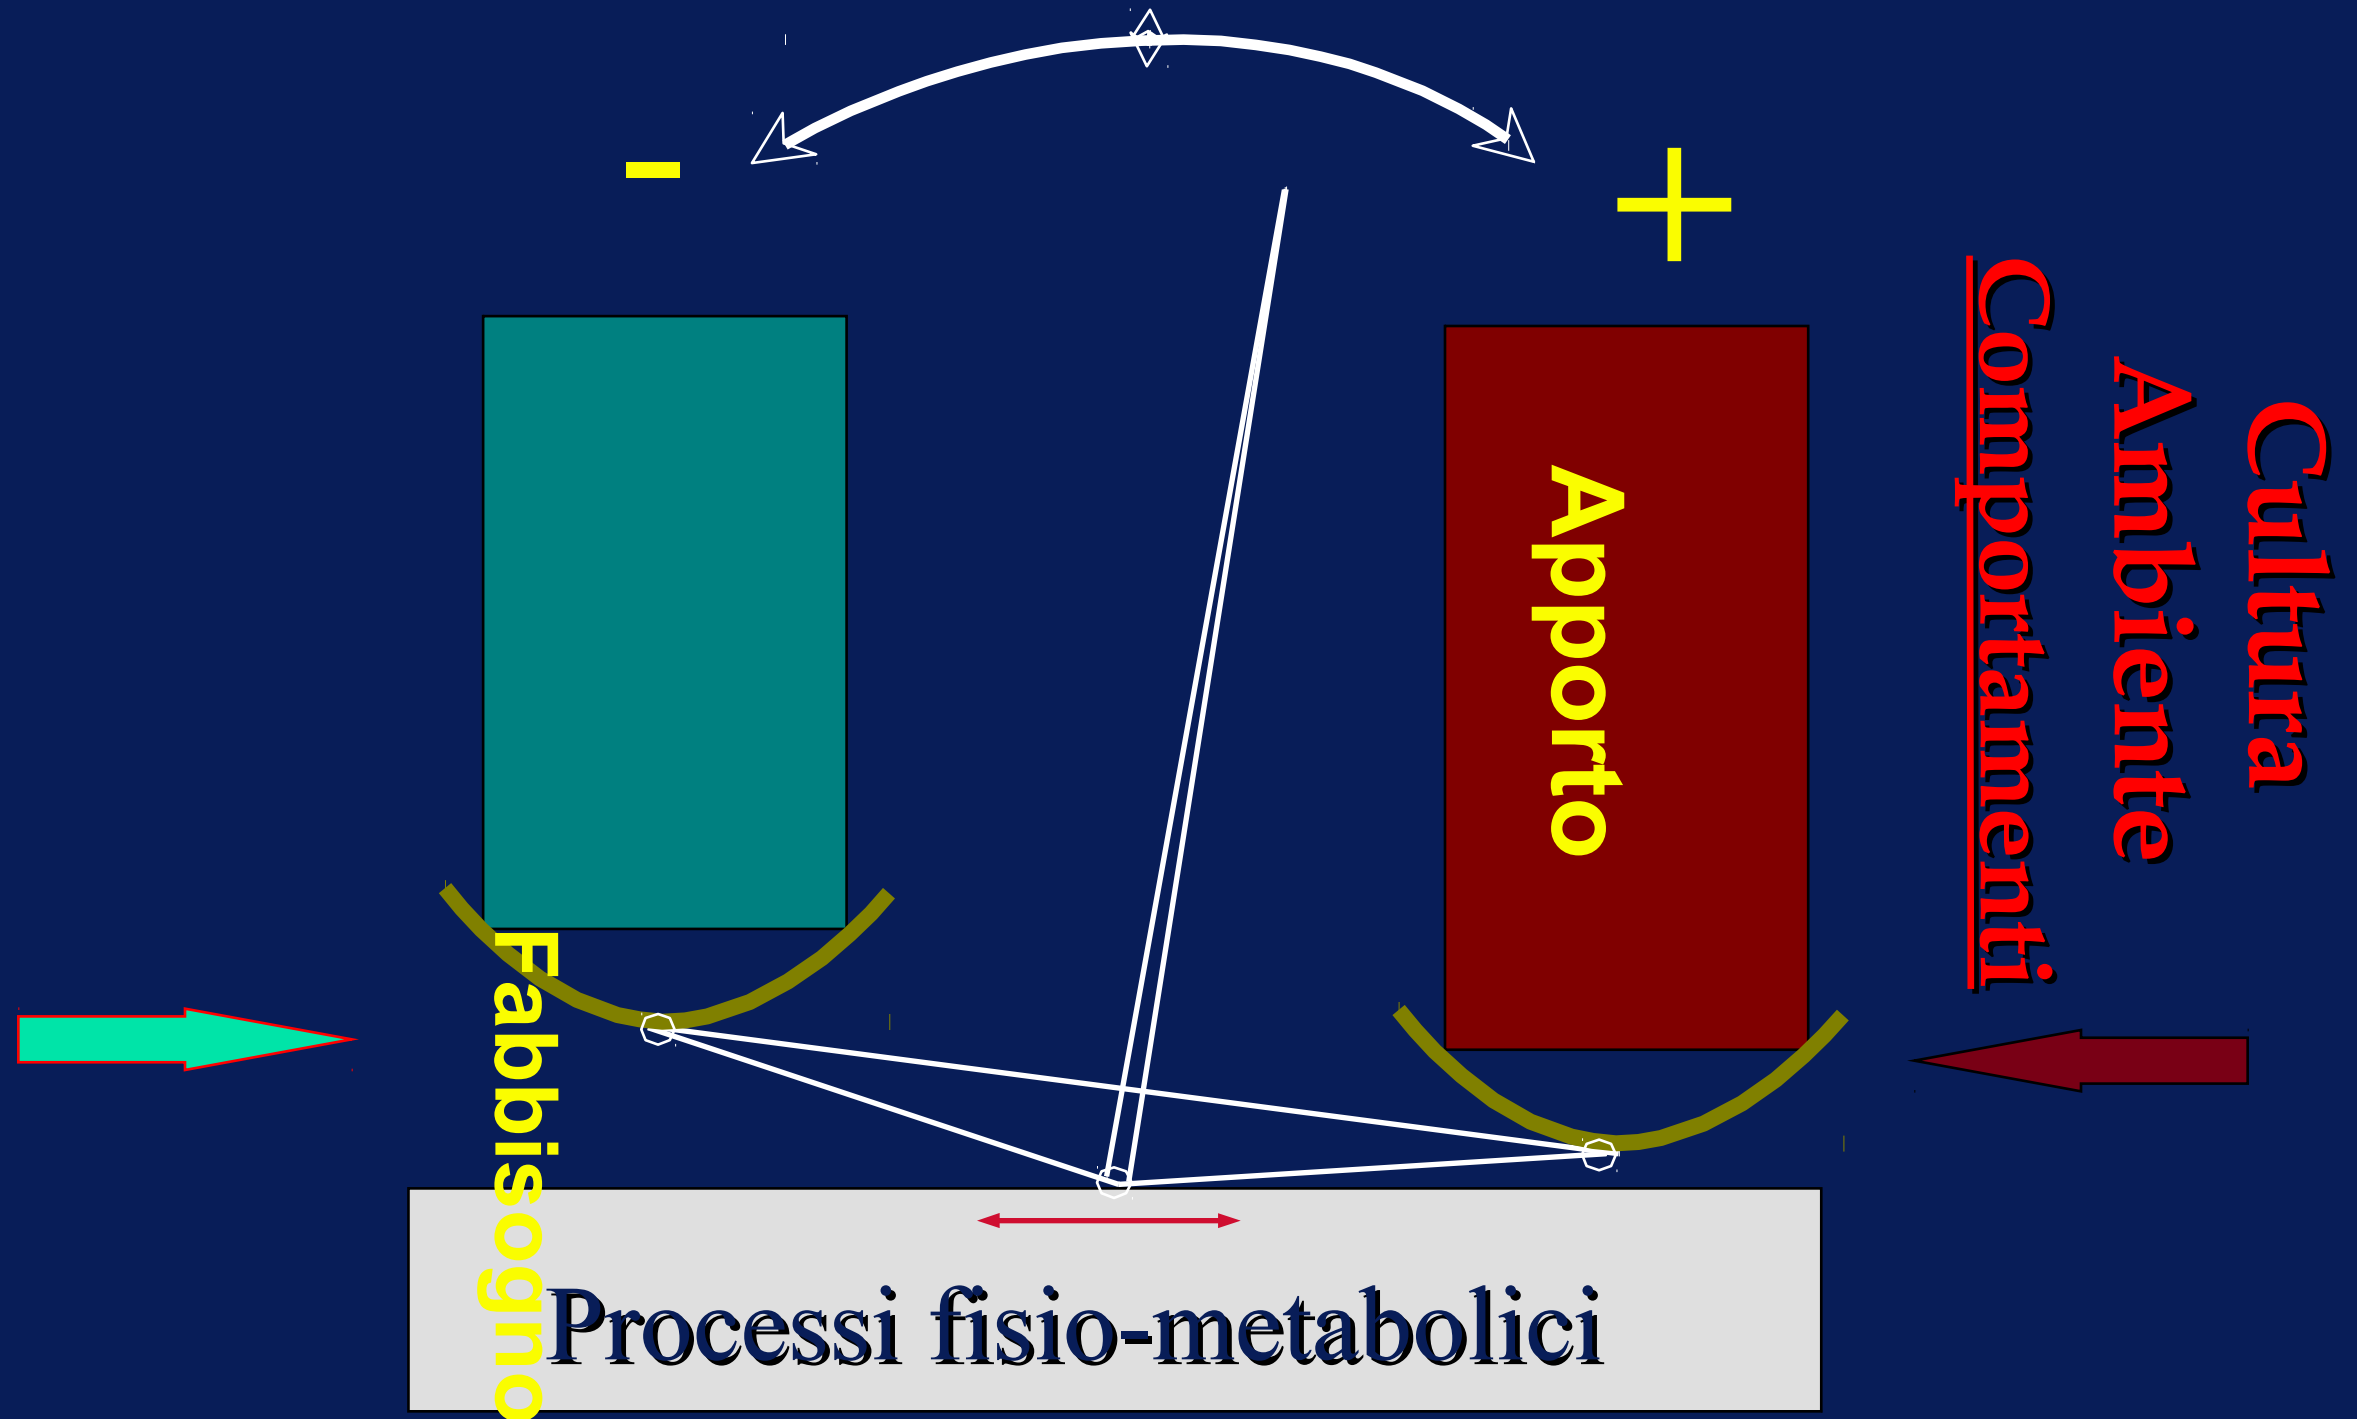 -
+
Fabbisogno
Apporto
Comportamenti
Ambiente
Cultura
Processi fisio-metabolici